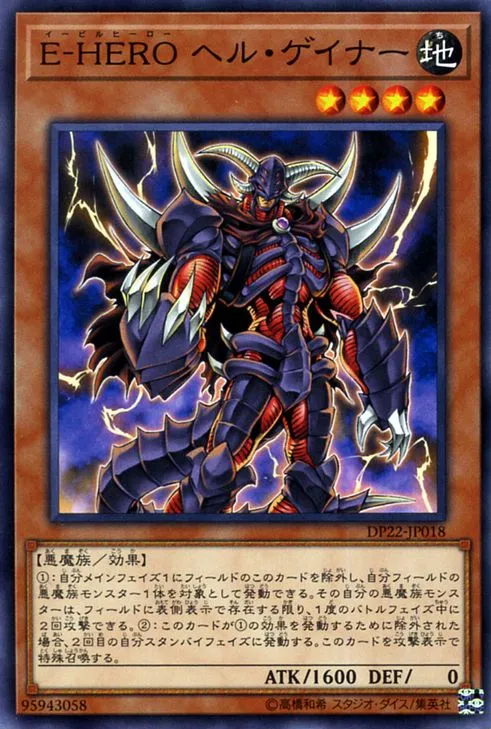 イービルヒーロー
E-HERO ヘル・ゲイナー
地
DP22-JP018
【悪魔族/効果】
①:自分メインフェイズ1にフィールドのこのカードを除外し、自分フィールドの
悪魔族モンスター1体を対象として発動できる。その自分の悪魔族モンス
ターは、フィールドに表側表示で存在する限り、1度のバトルフェイズ中に
2回攻撃できる。②:このカードが①の効果を発動するために除外された
場合、2回目の自分スタンバイフェイズに発動する。このカードを攻撃表示で
特殊召喚する。
ATK/1600 DEF/ 0
95943058 ©高橋和希 スタジオ・ダイス/集英社